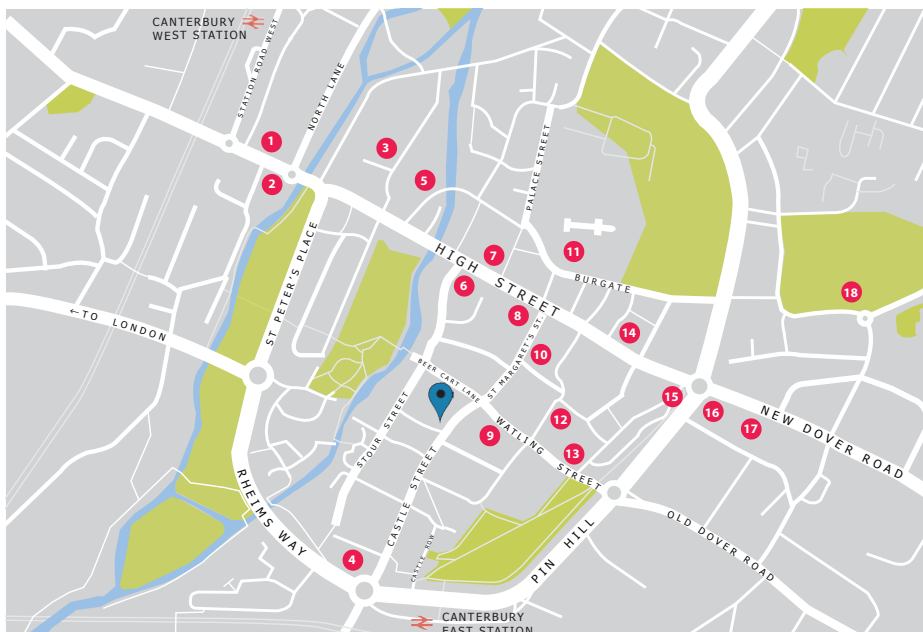 CANTERBURY
WEST STATION
STATION ROAD WEST
NORTH LANE
1
2
3
5
PALACE STREET
ST PETER'S PLACE
HIGH STREET
7
11
BURGATE
6
18
←TO LONDON
8
14
ST MARGARET'S ST.
10
BEER CART LANE
STOUR STREET
15
16
17
NEW DOVER ROAD
12
9
WATLING STREET
13
CASTLE STREET
RHEIMS WAY
CASTLE ROW
4
PIN HILL
OLD DOVER ROAD
CANTERBURY
EAST STATION